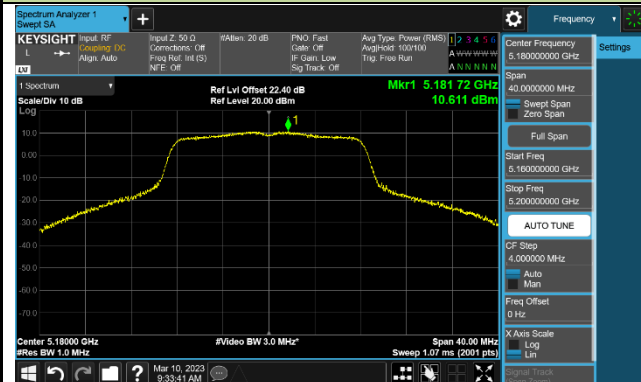 Spectrum Analyzer 1
Swept SA
Frequency
KEYSIGHT
Input: RF
Coupling: DC
Align: Auto
Input Z: 50 Ω
Corrections: Off
Freq Ref: Int (S)
NFE: Off
#Atten: 20 dB
PNO: Fast
Gate: Off
IF Gain: Low
Sig Track: Off
Avg Type: Power (RMS)
Avg|Hold: 100/100
Trig: Free Run
1 2 3 4 5 6
A W W W W W
A N N N N N
L
LXI
1 Spectrum
Scale/Div 10 dB
Log
Ref Lvl Offset 22.40 dB
Ref Level 20.00 dBm
Mkr1 5.181 72 GHz
10.611 dBm
1
10.0
0.00
-10.0
-20.0
-30.0
-40.0
-50.0
-60.0
-70.0
Center 5.18000 GHz
#Res BW 1.0 MHz
#Video BW 3.0 MHz*
Span 40.00 MHz
Sweep 1.07 ms (2001 pts)
Mar 10, 2023
9:33:41 AM
Center Frequency
5.180000000 GHz
Settings
Span
40.0000000 MHz
Swept Span
Zero Span
Full Span
Start Freq
5.160000000 GHz
Stop Freq
5.200000000 GHz
AUTO TUNE
CF Step
4.000000 MHz
Auto
Man
Freq Offset
0 Hz
X Axis Scale
Log
Lin
Signal Track